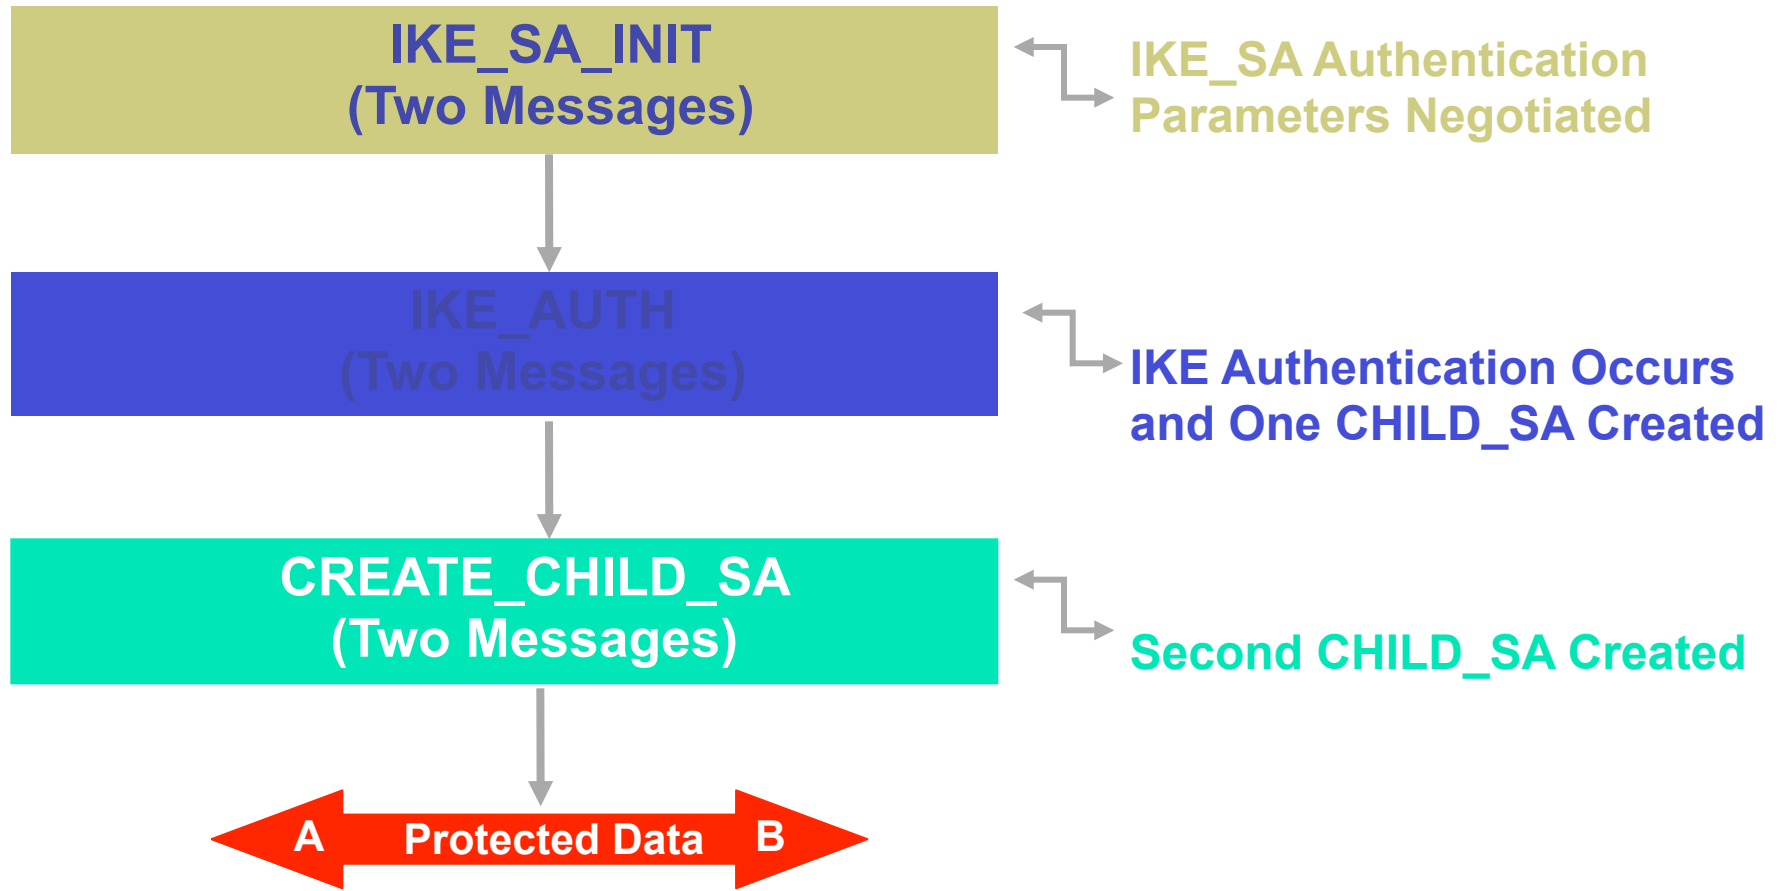 IKE_SA_INIT
(Two Messages)
IKE_SA Authentication
Parameters Negotiated
IKE_AUTH
(Two Messages)
IKE Authentication Occurs
and One CHILD_SA Created
CREATE_CHILD_SA
(Two Messages)
Second CHILD_SA Created
A Protected Data B